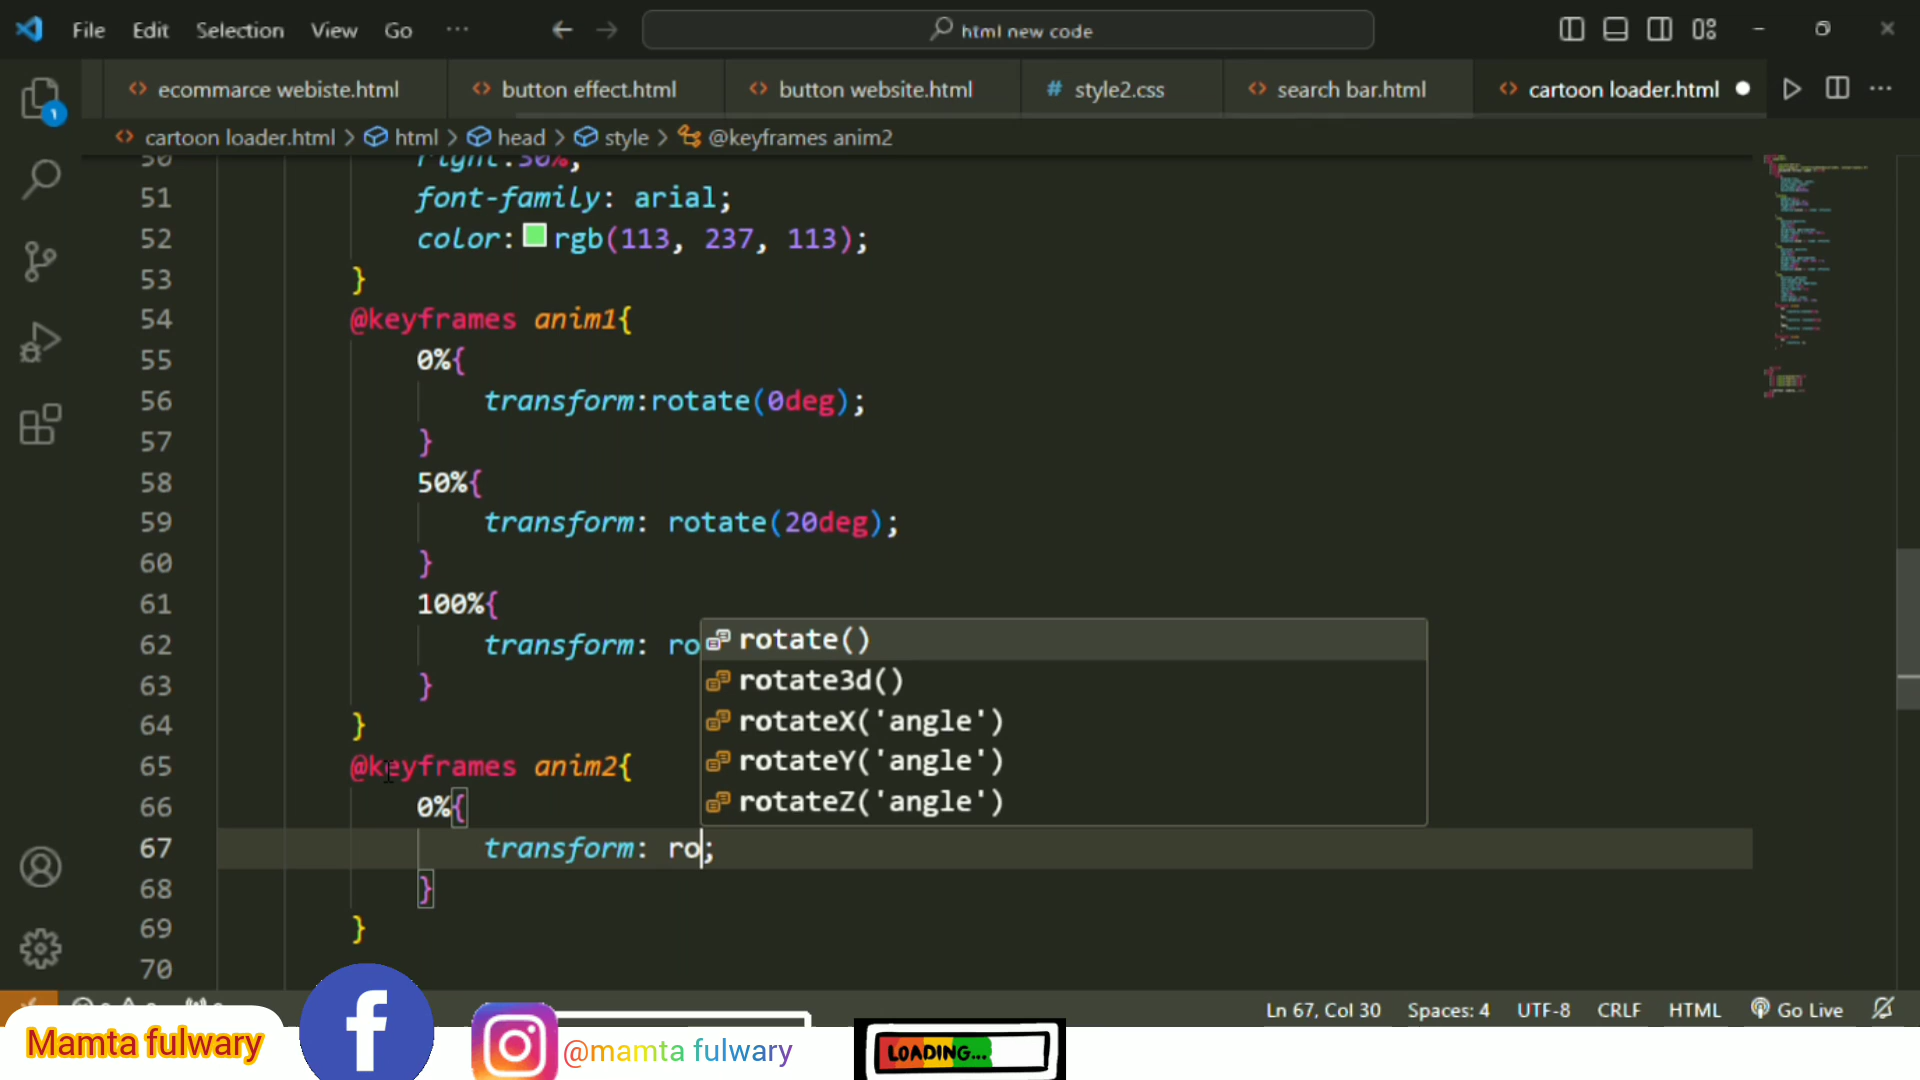 File Edit Selection View Go ··· html new code
ecommarce webiste.html button effect.html button website.html # style2.css search bar.html cartoon loader.html
cartoon loader.html > html > head > style > @keyframes anim2
50 right:30%;
51 font-family: arial;
52 color: rgb(113, 237, 113);
53 }
54 @keyframes anim1{
55 0%{
56 transform:rotate(0deg);
57 }
58 50%{
59 transform: rotate(20deg);
60 }
61 100%{
62 transform: ro
63 }
64 }
65 @keyframes anim2{
66 0%{
67 transform: ro;
68 }
69 }
70
rotate()
rotate3d()
rotateX('angle')
rotateY('angle')
rotateZ('angle')
Ln 67, Col 30 Spaces: 4 UTF-8 CRLF HTML Go Live
Mamta fulwary f @mamta fulwary LOADING...